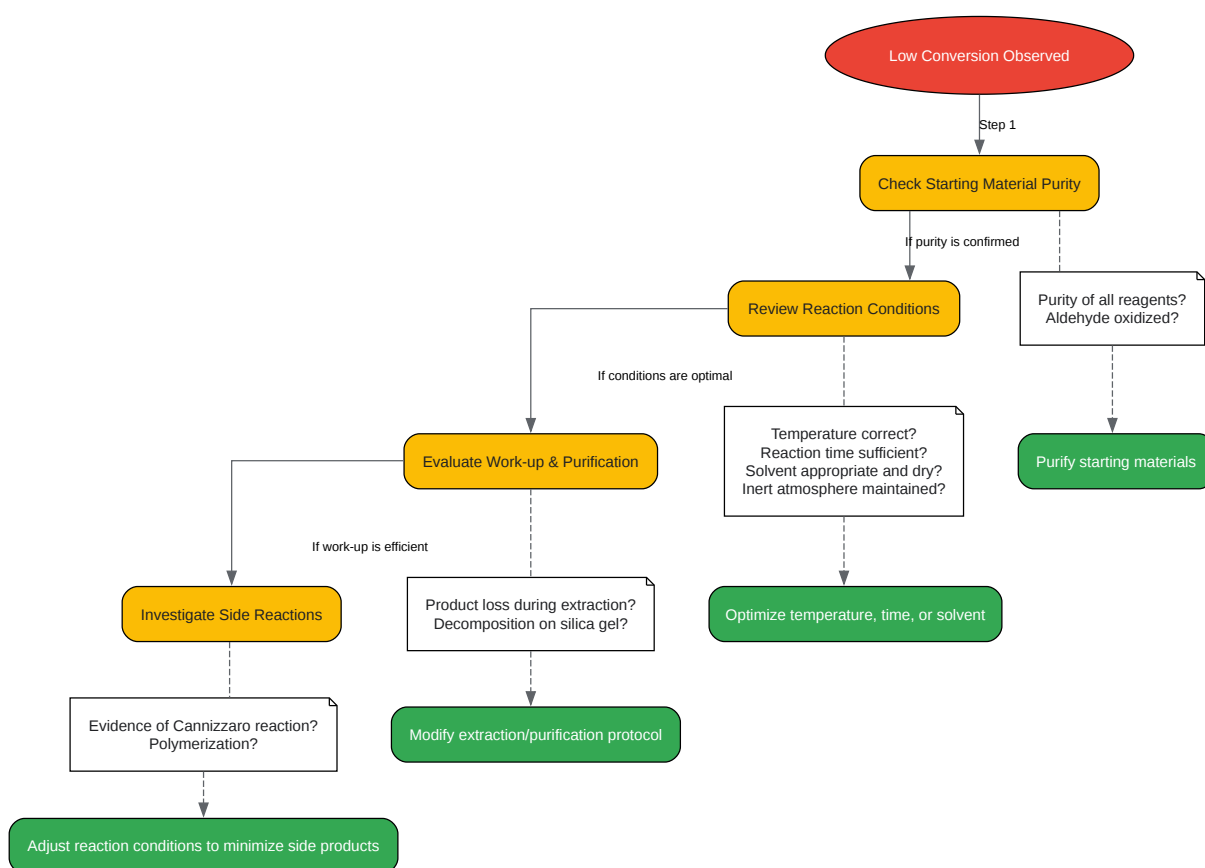 Low Conversion Observed
Step 1
Check Starting Material Purity
If purity is confirmed
Purity of all reagents?
Aldehyde oxidized?
Review Reaction Conditions
If conditions are optimal
Temperature correct?
Reaction time sufficient?
Solvent appropriate and dry?
Inert atmosphere maintained?
Purify starting materials
Evaluate Work-up & Purification
If work-up is efficient
Product loss during extraction?
Decomposition on silica gel?
Optimize temperature, time, or solvent
Investigate Side Reactions
Evidence of Cannizzaro reaction?
Polymerization?
Modify extraction/purification protocol
Adjust reaction conditions to minimize side products